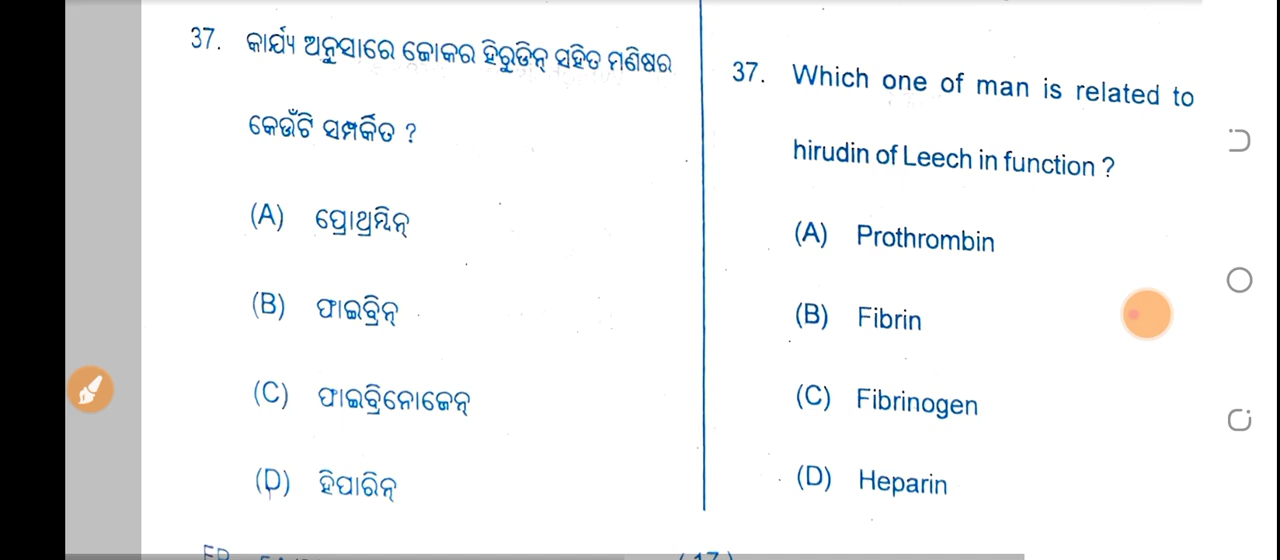 37. କାର୍ଯ୍ୟ ଅନୁସାରେ ଜୋକର ହିରୁଡିନ୍ ସହିତ ମଣିଷର
କେଉଁଟି ସମ୍ପର୍କିତ ?
(A) ପ୍ରୋଥ୍ରମ୍ବିନ୍
(B) ଫାଇବ୍ରିନ୍
(C) ଫାଇବ୍ରିନୋଜେନ୍
(D) ହିପାରିନ୍
37. Which one of man is related to
hirudin of Leech in function ?
(A) Prothrombin
(B) Fibrin
(C) Fibrinogen
(D) Heparin